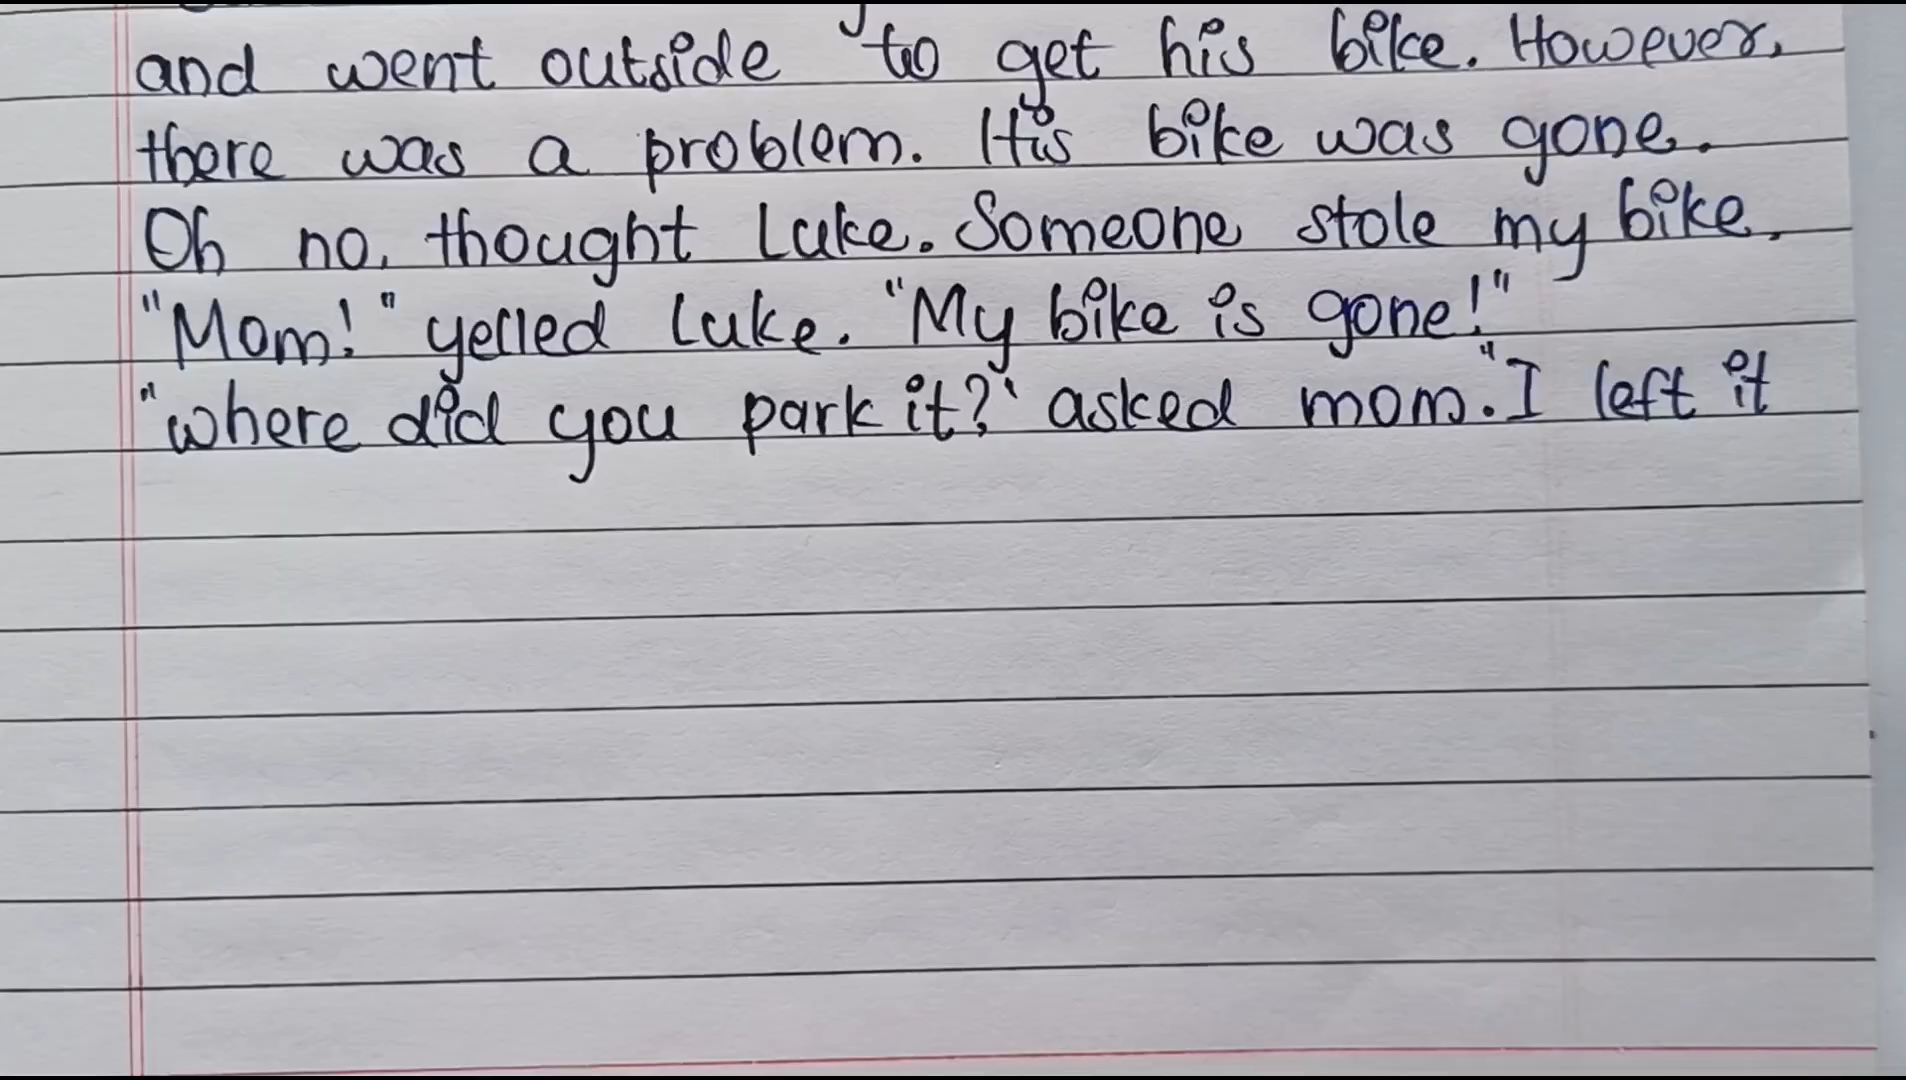 and went outside to get his bike. However,
there was a problem. His bike was gone.
Oh no, thought Luke. Someone stole my bike.
"Mom!" yelled Luke. "My bike is gone!"
"where did you park it?" asked mom. "I left it